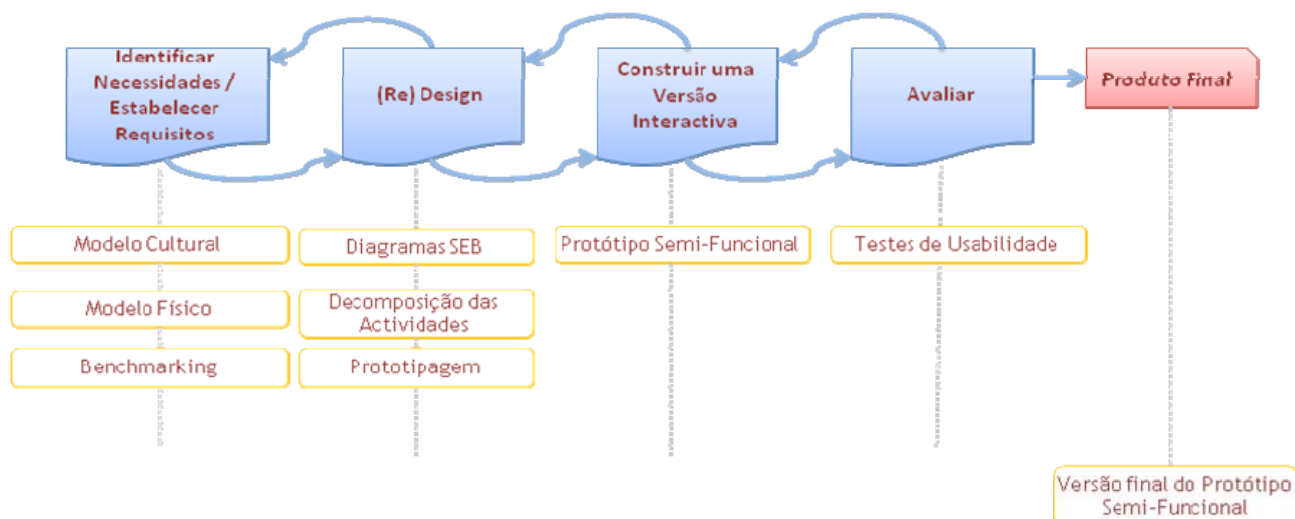 Identificar
Necessidades /
Estabelecer
Requisitos
(Re) Design
Construir uma
Versão
Interactiva
Avaliar
Produto Final
Modelo Cultural
Diagramas SEB
Protótipo Semi-Funcional
Testes de Usabilidade
Modelo Físico
Decomposição das
Actividades
Benchmarking
Prototipagem
Versão final do Protótipo
Semi-Funcional